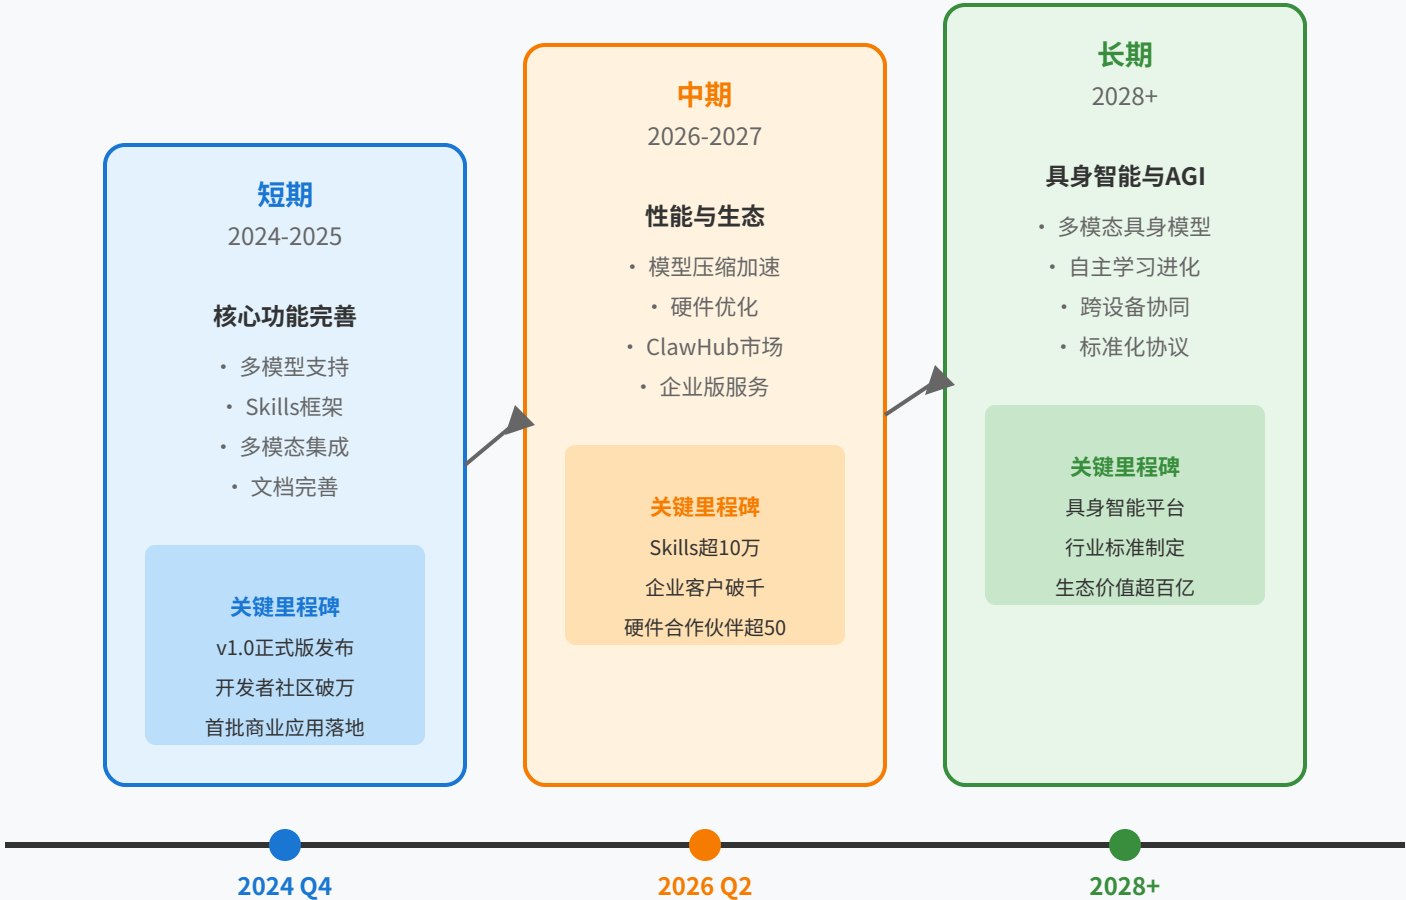 短期
2024-2025
核心功能完善
• 多模型支持
• Skills框架
• 多模态集成
• 文档完善
关键里程碑
v1.0正式版发布
开发者社区破万
首批商业应用落地
中期
2026-2027
性能与生态
• 模型压缩加速
• 硬件优化
• ClawHub市场
• 企业版服务
关键里程碑
Skills超10万
企业客户破千
硬件合作伙伴超50
长期
2028+
具身智能与AGI
• 多模态具身模型
• 自主学习进化
• 跨设备协同
• 标准化协议
关键里程碑
具身智能平台
行业标准制定
生态价值超百亿
2024 Q4
2026 Q2
2028+